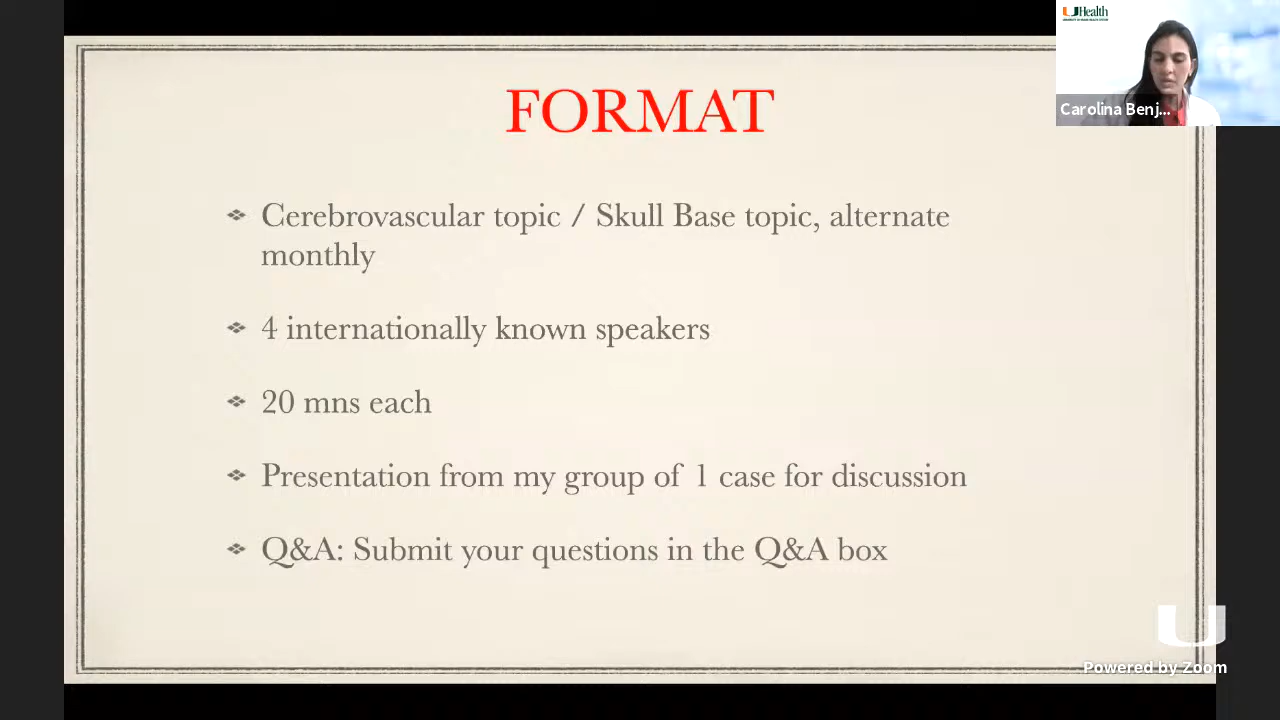 UHealth
FORMAT
Carolina Benj...
Cerebrovascular topic / Skull Base topic, alternate
monthly
4 internationally known speakers
20 mns each
Presentation from my group of 1 case for discussion
Q&A: Submit your questions in the Q&A box
U
Powered by Zoom